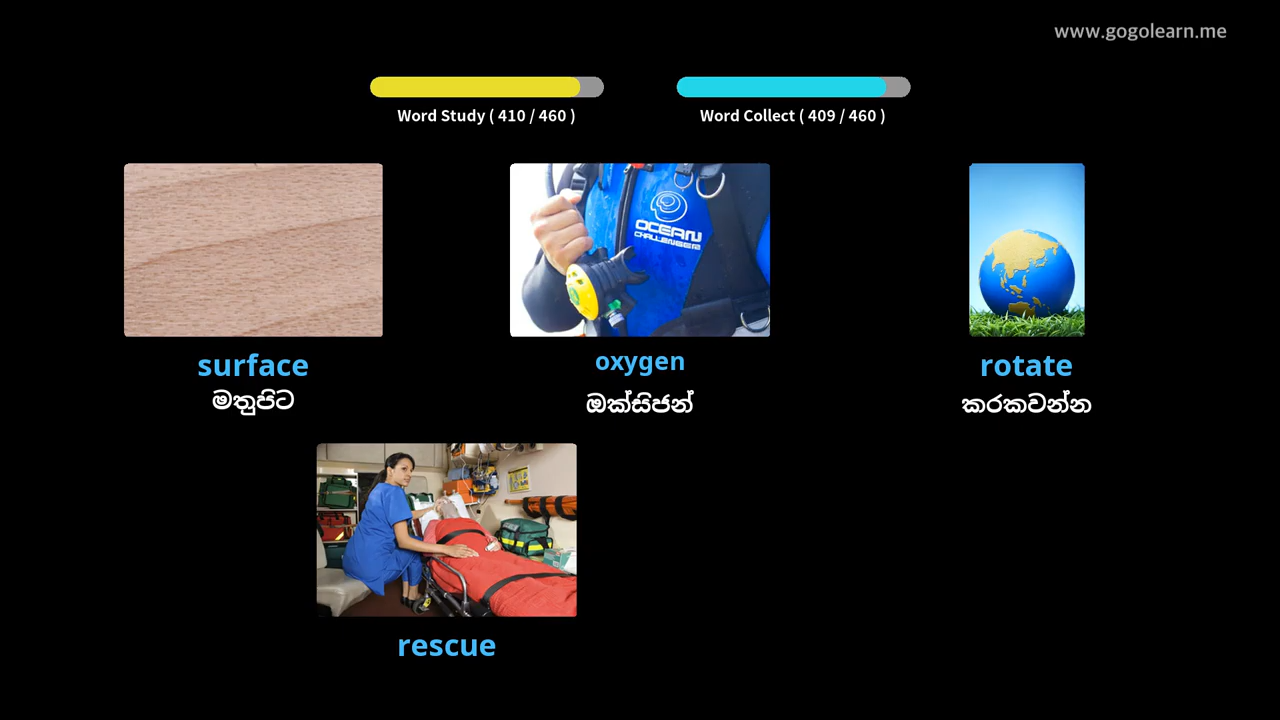 www.gogolearn.me
Word Study ( 410 / 460 )
Word Collect ( 409 / 460 )
OCEAN
CHALLENGER
surface
මතුපිට
oxygen
ඔක්සිජන්
rotate
කරකවන්න
rescue